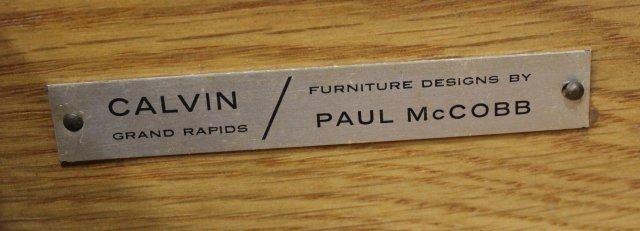 CALVIN
GRAND RAPIDS
/
FURNITURE DESIGNS BY
PAUL McCOBB